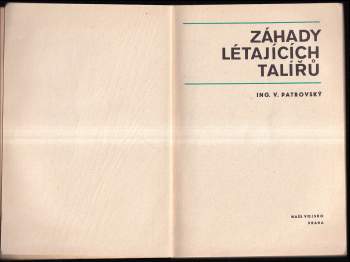 ZÁHADY
LÉTAJÍCÍCH
TALÍŘŮ
ING. V. PATROVSKÝ
NAŠE VOJSKO
PRAHA